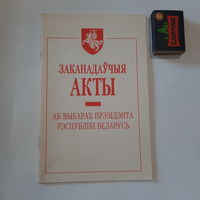 ЗАКАНАДАЎЧЫЯ
АКТЫ
АБ ВЫБАРАХ ПРЭЗІДЭНТА
РЭСПУБЛІКІ БЕЛАРУСЬ